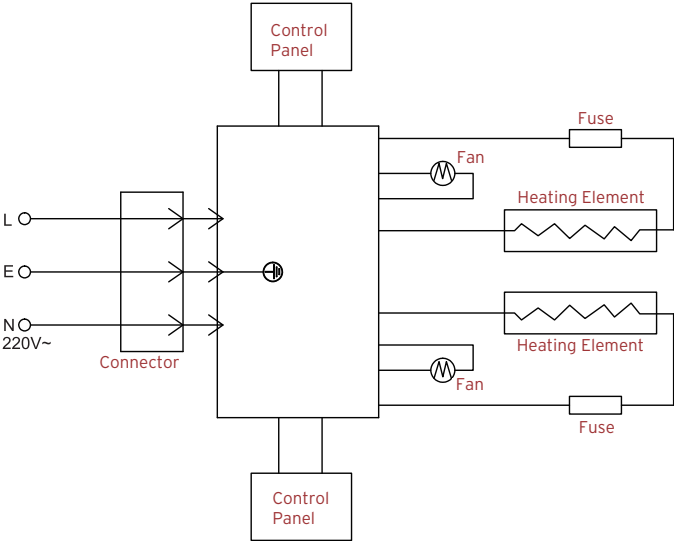 Control
Panel
Fuse
Fan
Heating Element
L
E
N
220V~
Connector
Heating Element
Fan
Fuse
Control
Panel